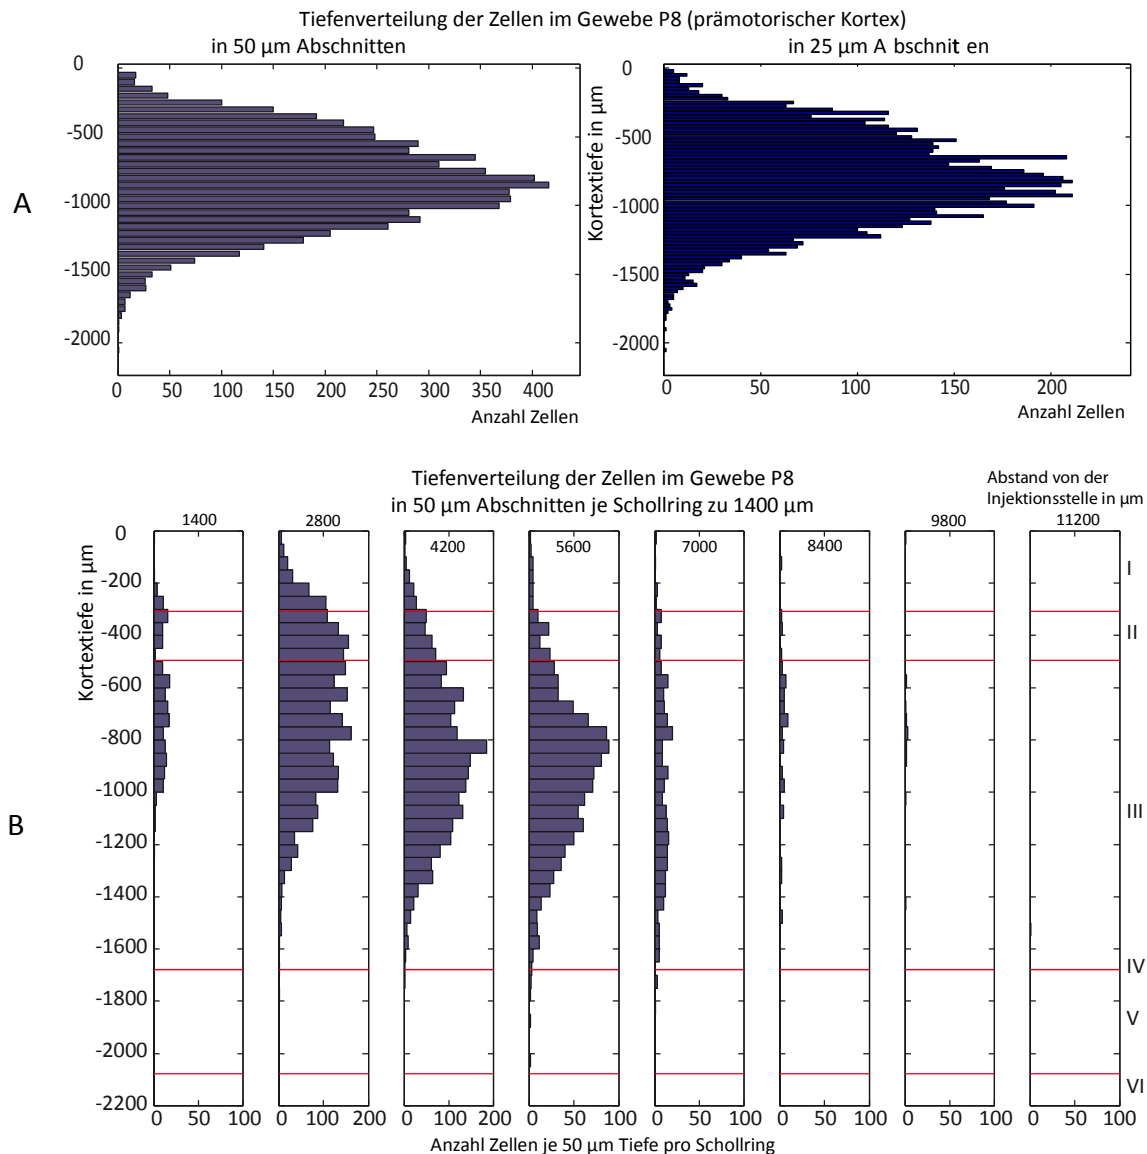 Tiefenverteilung der Zellen im Gewebe P8 (prämotorischer Kortex)
in 50 µm Abschnitten
in 25 µm A bschnit en
A
0
-500
-1000
-1500
-2000
0 50 100 150 200 250 300 350 400
Anzahl Zellen
Kortextiefe in µm
0
-500
-1000
-1500
-2000
0 50 100 150 200
Anzahl Zellen
Tiefenverteilung der Zellen im Gewebe P8
in 50 µm Abschnitten je Schollring zu 1400 µm
Abstand von der
Injektionsstelle in µm
1400 2800 4200 5600 7000 8400 9800 11200
B
Kortextiefe in µm
0
-200
-400
-600
-800
-1000
-1200
-1400
-1600
-1800
-2000
-2200
I
II
III
IV
V
VI
0 50 100 0 100 200 0 100 200 0 50 100 0 50 100 0 50 100 0 50 100 0 50 100
Anzahl Zellen je 50 µm Tiefe pro Schollring